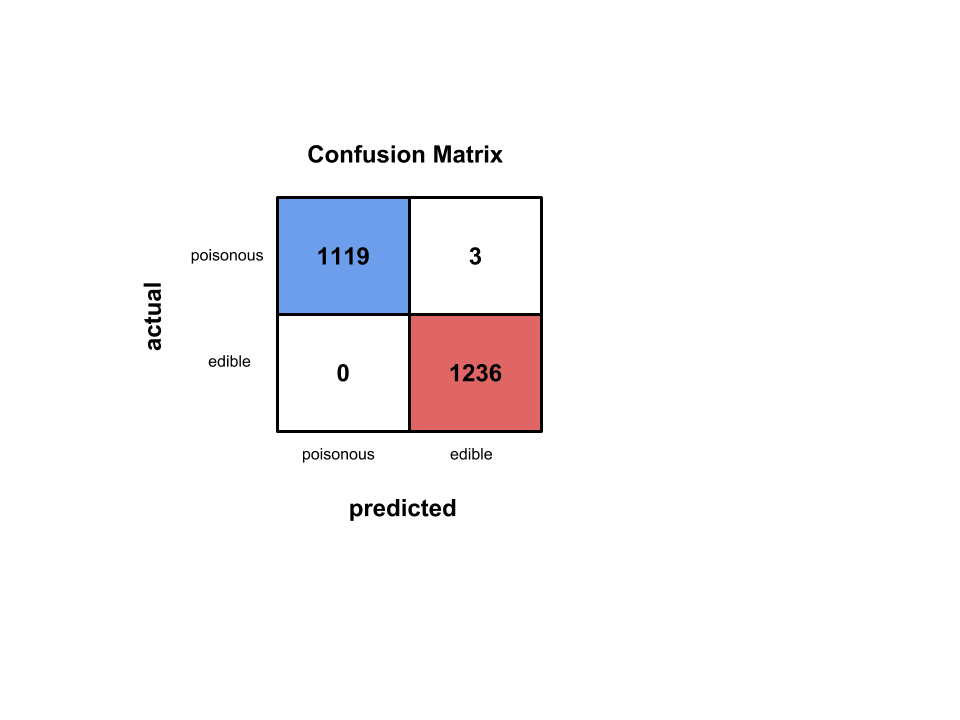 Confusion Matrix
poisonous
1119
3
actual
edible
0
1236
poisonous
edible
predicted